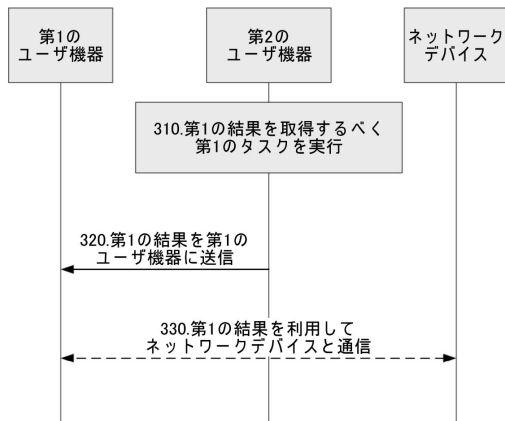 第1の
ユーザ機器
第2の
ユーザ機器
ネットワーク
デバイス
310.第1の結果を取得するべく
第1のタスクを実行
320.第1の結果を第1の
ユーザ機器に送信
330.第1の結果を利用して
ネットワークデバイスと通信